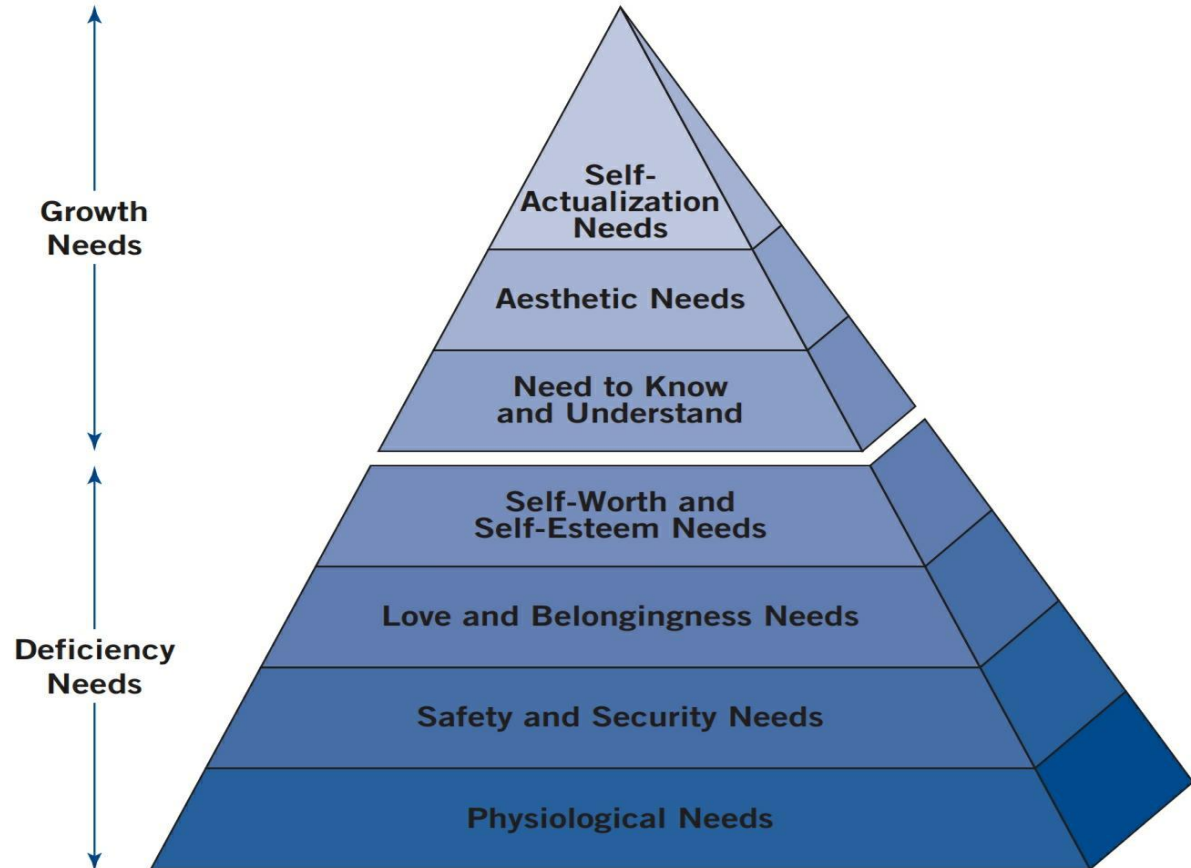 Growth
Needs
Self-
Actualization
Needs
Aesthetic Needs
Need to Know
and Understand
Deficiency
Needs
Self-Worth and
Self-Esteem Needs
Love and Belongingness Needs
Safety and Security Needs
Physiological Needs